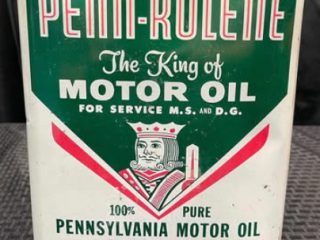 PENN-ROLENE
The King of
MOTOR OIL
FOR SERVICE M.S. AND D.G.
100% PURE
PENNSYLVANIA MOTOR OIL